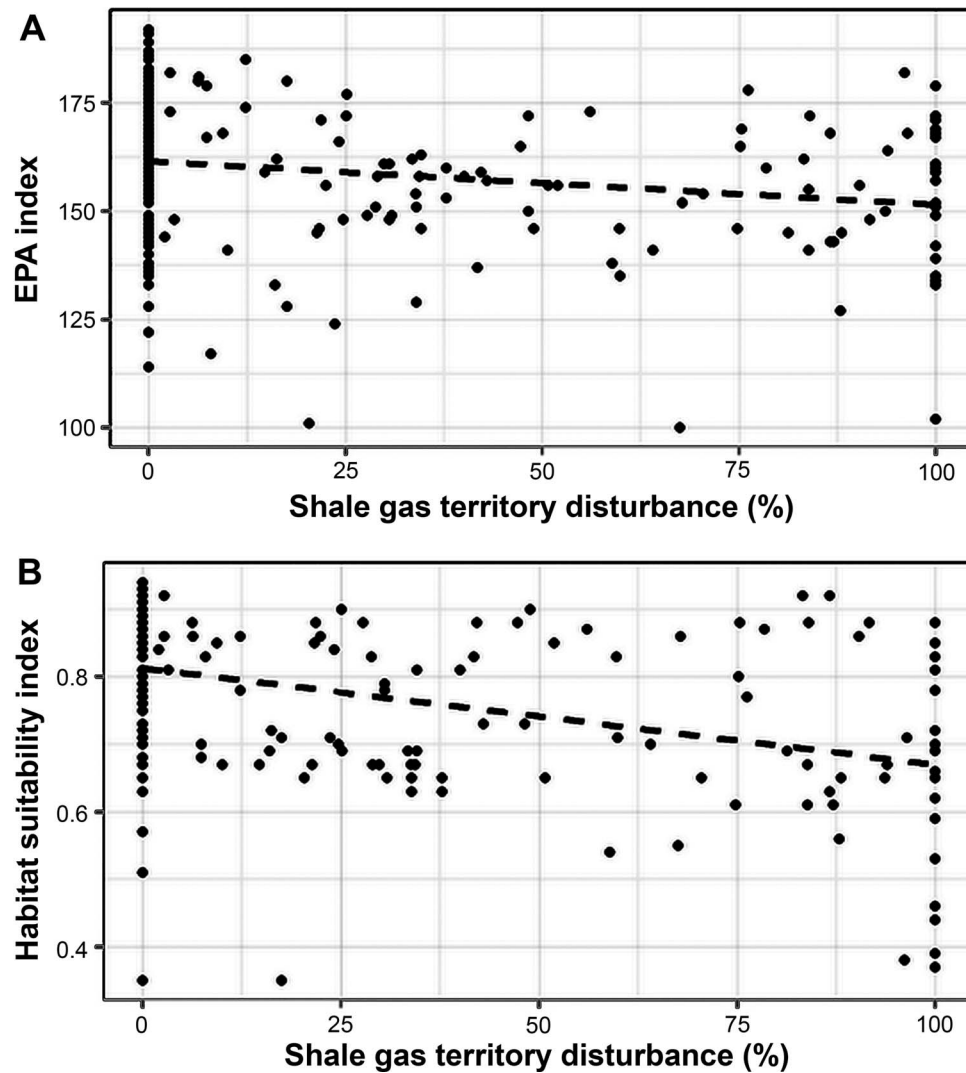 A
EPA index
175
150
125
100
0 25 50 75 100
Shale gas territory disturbance (%)
B
Habitat suitability index
0.8
0.6
0.4
0 25 50 75 100
Shale gas territory disturbance (%)